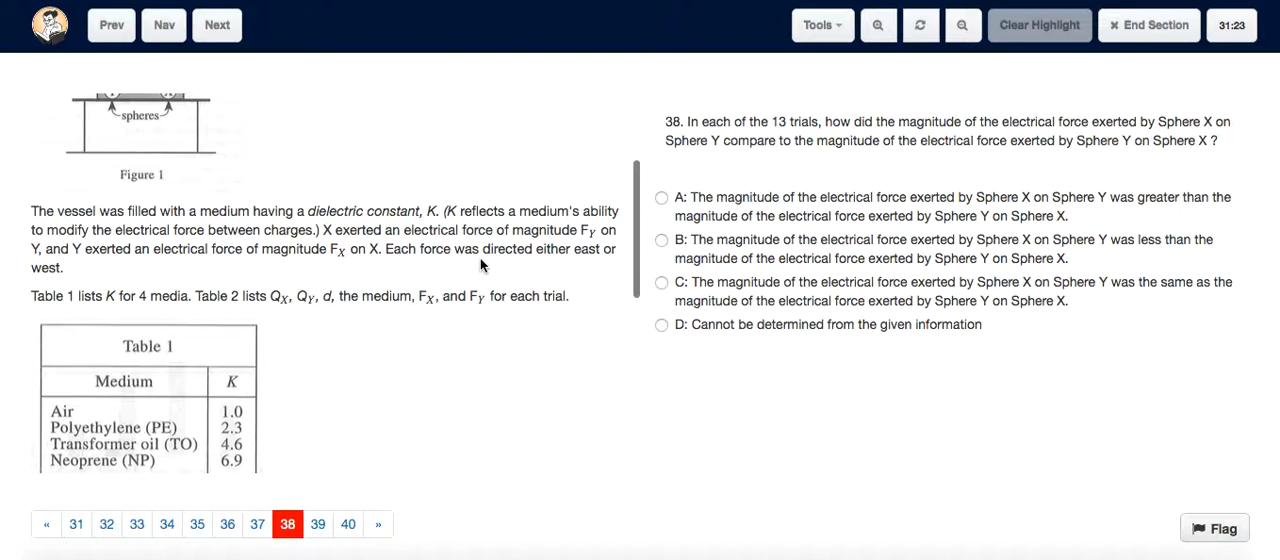 Prev
Nav
Next
Tools
Clear Highlight
× End Section
31:23
spheres
Figure 1
The vessel was filled with a medium having a dielectric constant, K. (K reflects a medium's ability
to modify the electrical force between charges.) X exerted an electrical force of magnitude FY on
Y, and Y exerted an electrical force of magnitude FX on X. Each force was directed either east or
west.
Table 1 lists K for 4 media. Table 2 lists QX, QY, d, the medium, FX, and FY for each trial.
Table 1
Medium K
Air 1.0
Polyethylene (PE) 2.3
Transformer oil (TO) 4.6
Neoprene (NP) 6.9
38. In each of the 13 trials, how did the magnitude of the electrical force exerted by Sphere X on
Sphere Y compare to the magnitude of the electrical force exerted by Sphere Y on Sphere X ?
A: The magnitude of the electrical force exerted by Sphere X on Sphere Y was greater than the
magnitude of the electrical force exerted by Sphere Y on Sphere X.
B: The magnitude of the electrical force exerted by Sphere X on Sphere Y was less than the
magnitude of the electrical force exerted by Sphere Y on Sphere X.
C: The magnitude of the electrical force exerted by Sphere X on Sphere Y was the same as the
magnitude of the electrical force exerted by Sphere Y on Sphere X.
D: Cannot be determined from the given information
« 31 32 33 34 35 36 37 38 39 40 »
Flag